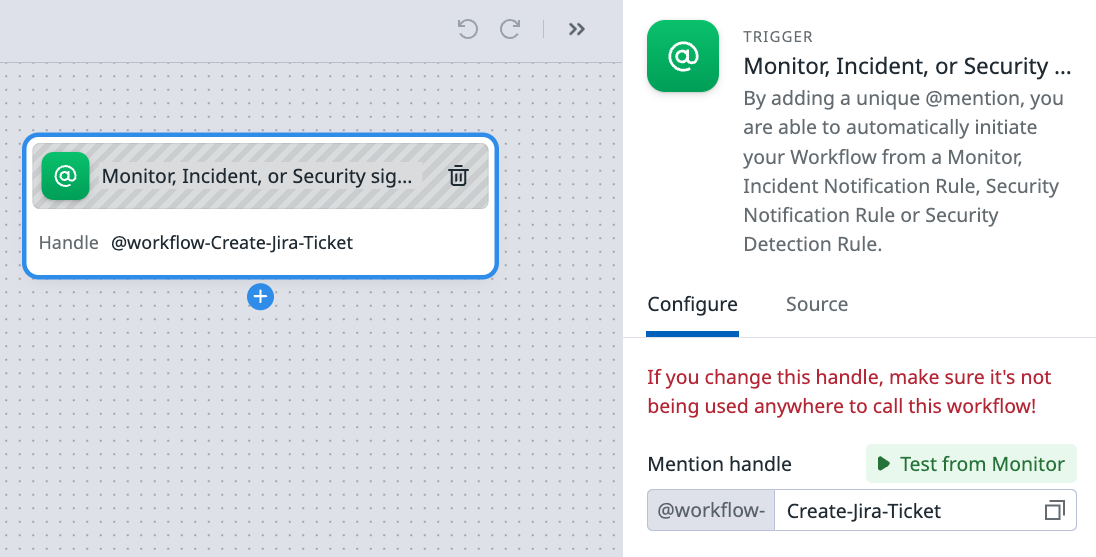 Monitor, Incident, or Security sig...
Handle @workflow-Create-Jira-Ticket
TRIGGER
Monitor, Incident, or Security ...
By adding a unique @mention, you
are able to automatically initiate
your Workflow from a Monitor,
Incident Notification Rule, Security
Notification Rule or Security
Detection Rule.
Configure Source
If you change this handle, make sure it's not
being used anywhere to call this workflow!
Mention handle Test from Monitor
@workflow- Create-Jira-Ticket